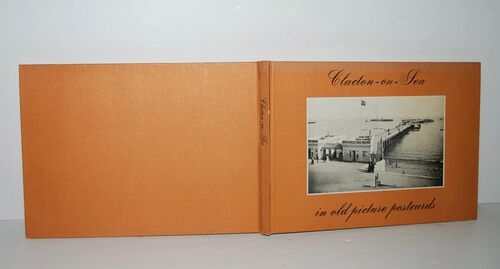 Clacton-on-Sea
Clacton-on-Sea
in old picture postcards